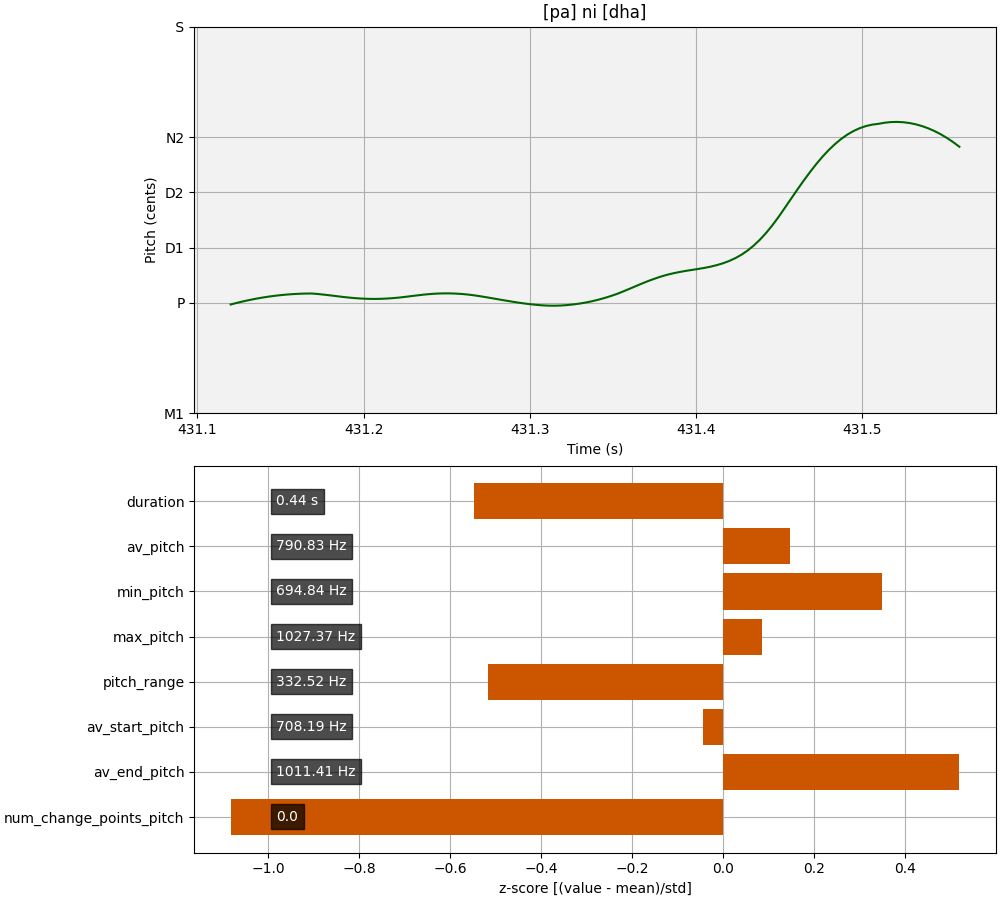 [pa] ni [dha]
S
N2
D2
D1
P
M1
Pitch (cents)
431.1 431.2 431.3 431.4 431.5
Time (s)
duration 0.44 s
av_pitch 790.83 Hz
min_pitch 694.84 Hz
max_pitch 1027.37 Hz
pitch_range 332.52 Hz
av_start_pitch 708.19 Hz
av_end_pitch 1011.41 Hz
num_change_points_pitch 0.0
−1.0 −0.8 −0.6 −0.4 −0.2 0.0 0.2 0.4
z-score [(value - mean)/std]